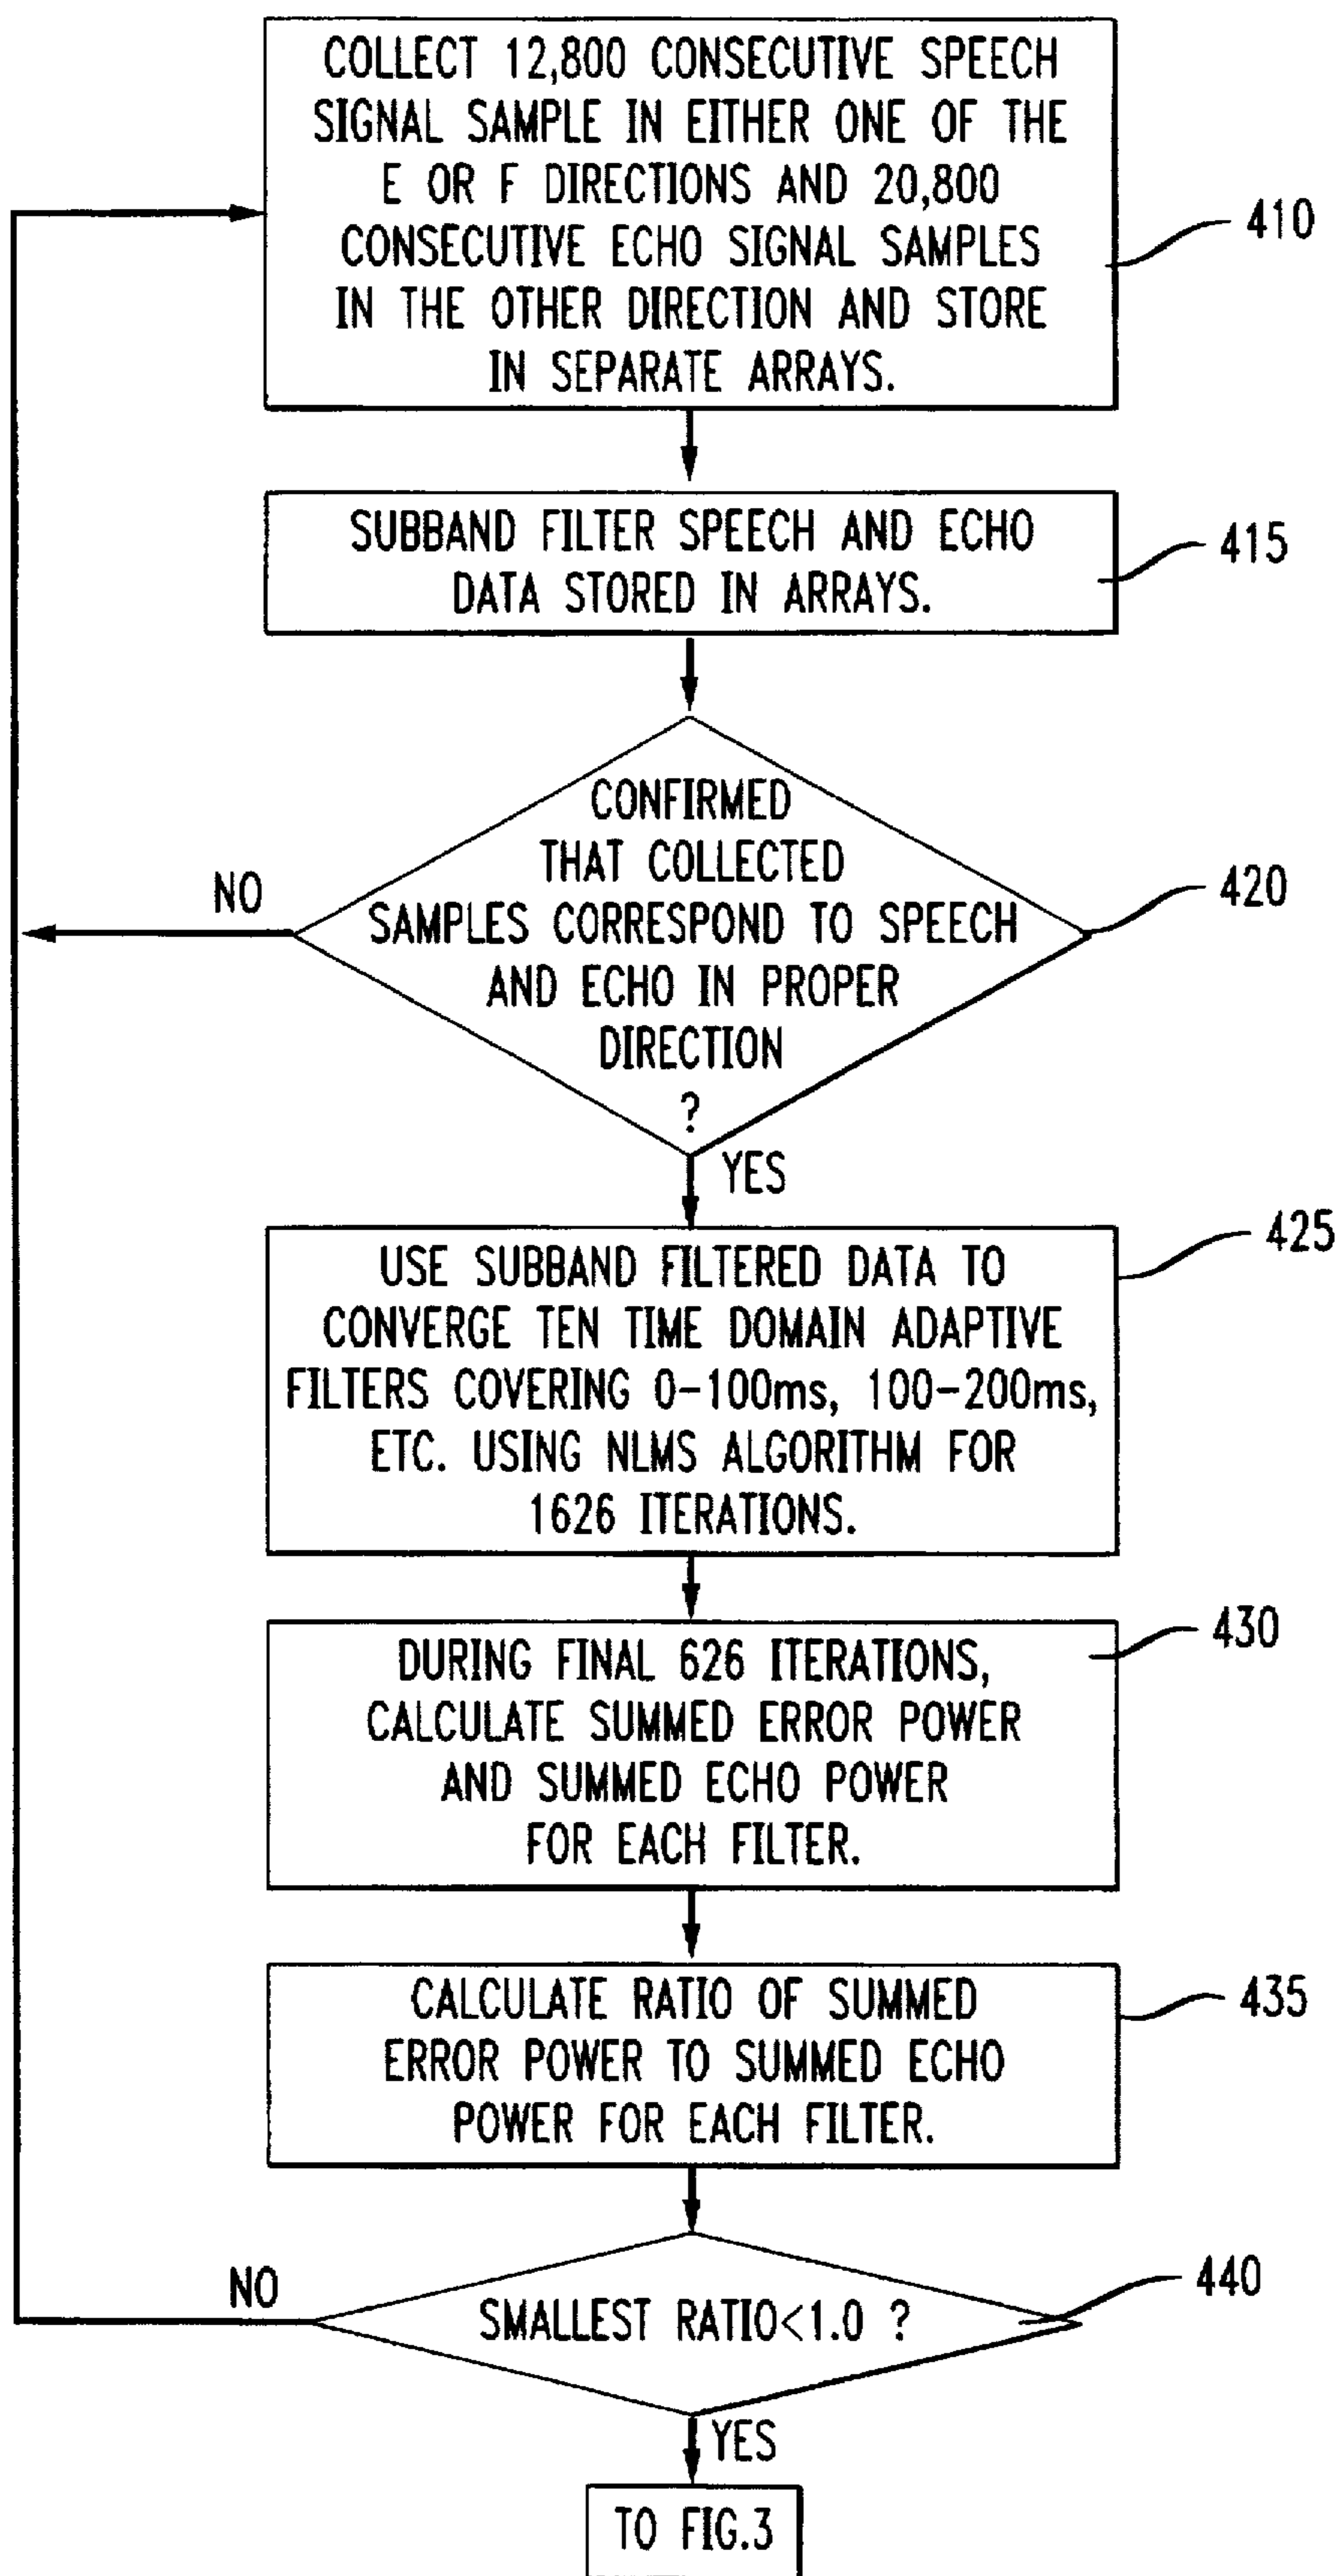 COLLECT 12,800 CONSECUTIVE SPEECH
SIGNAL SAMPLE IN EITHER ONE OF THE
E OR F DIRECTIONS AND 20,800
CONSECUTIVE ECHO SIGNAL SAMPLES
IN THE OTHER DIRECTION AND STORE
IN SEPARATE ARRAYS.
410
SUBBAND FILTER SPEECH AND ECHO
DATA STORED IN ARRAYS.
415
CONFIRMED
THAT COLLECTED
SAMPLES CORRESPOND TO SPEECH
AND ECHO IN PROPER
DIRECTION
?
420
NO
YES
USE SUBBAND FILTERED DATA TO
CONVERGE TEN TIME DOMAIN ADAPTIVE
FILTERS COVERING 0-100ms, 100-200ms,
ETC. USING NLMS ALGORITHM FOR
1626 ITERATIONS.
425
DURING FINAL 626 ITERATIONS,
CALCULATE SUMMED ERROR POWER
AND SUMMED ECHO POWER
FOR EACH FILTER.
430
CALCULATE RATIO OF SUMMED
ERROR POWER TO SUMMED ECHO
POWER FOR EACH FILTER.
435
NO
SMALLEST RATIO<1.0 ?
440
YES
TO FIG.3